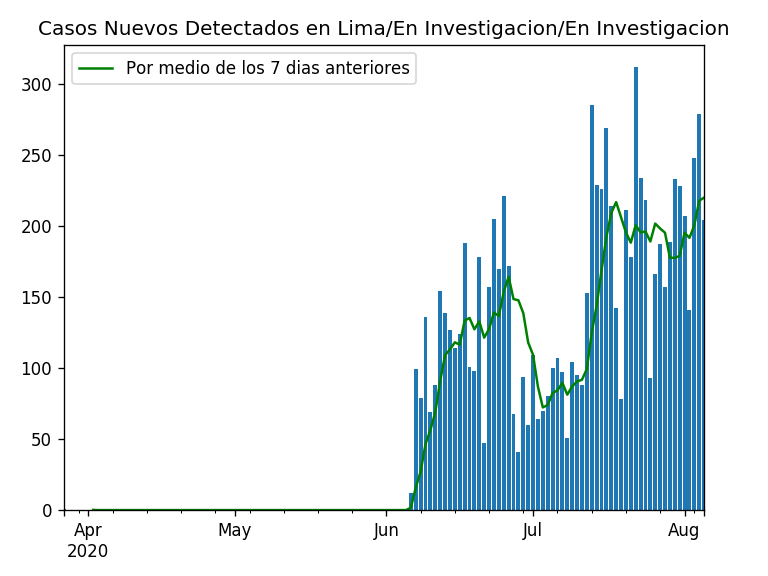 Casos Nuevos Detectados en Lima/En Investigacion/En Investigacion
Por medio de los 7 dias anteriores
300
250
200
150
100
50
0
Apr May Jun Jul Aug
2020